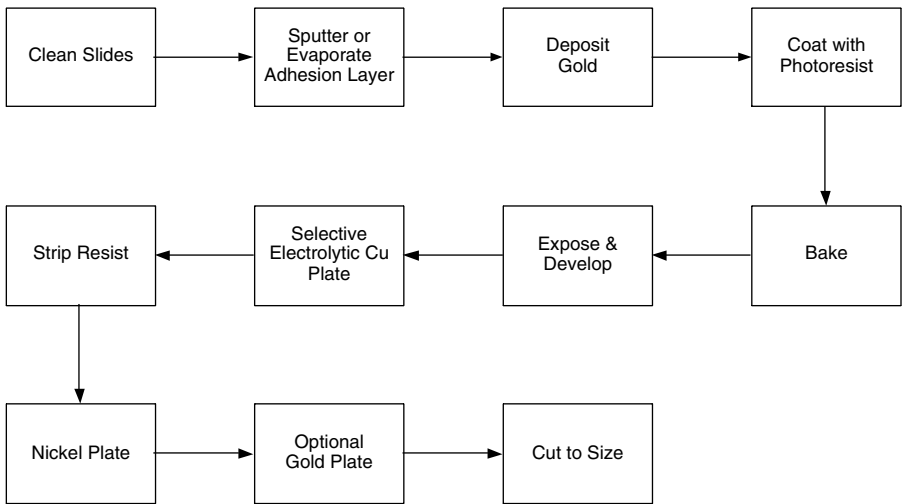 Clean Slides
Sputter or
Evaporate
Adhesion Layer
Deposit
Gold
Coat with
Photoresist
Bake
Expose &
Develop
Selective
Electrolytic Cu
Plate
Strip Resist
Nickel Plate
Optional
Gold Plate
Cut to Size